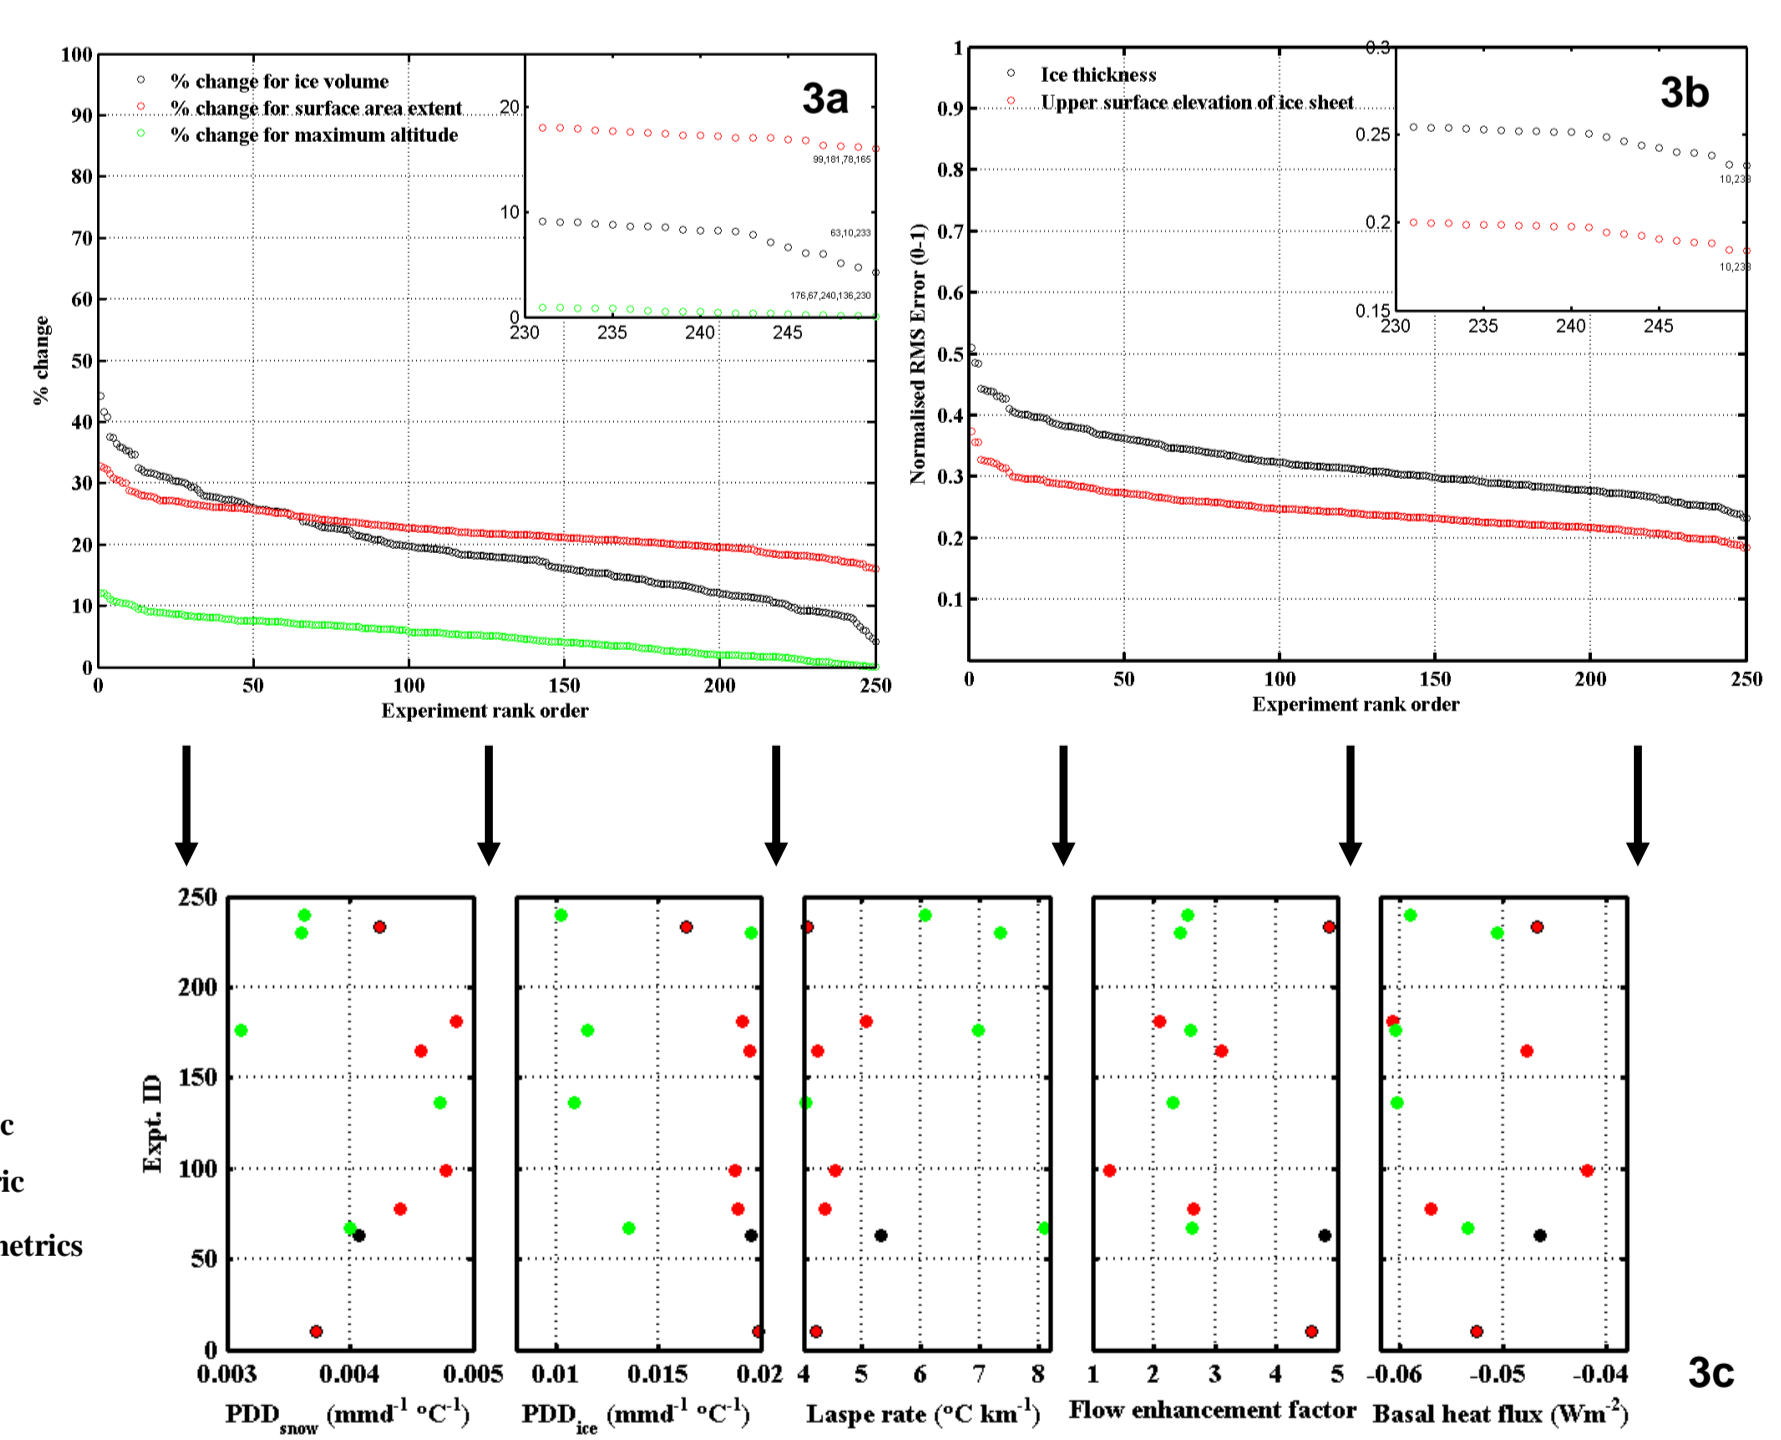 3a
% change for ice volume
% change for surface area extent
% change for maximum altitude
100
90
80
70
60
50
40
30
20
10
0
% change
0 50 100 150 200 250
Experiment rank order
20
10
0
230 235 240 245
99,181,78,165
63,10,233
176,67,240,136,230
3b
Ice thickness
Upper surface elevation of ice sheet
1
0.9
0.8
0.7
0.6
0.5
0.4
0.3
0.2
0.1
Normalised RMS Error (0-1)
0 50 100 150 200 250
Experiment rank order
0.3
0.25
0.2
0.15
230 235 240 245
10,233
10,233
250
200
150
100
50
0
Expt. ID
c
ic
netrics
0.003 0.004 0.005
PDDsnow (mmd-1 °C-1)
0.01 0.015 0.02
PDDice (mmd-1 °C-1)
4 5 6 7 8
Laspe rate (°C km-1)
1 2 3 4 5
Flow enhancement factor
-0.06 -0.05 -0.04
Basal heat flux (Wm-2)
3c